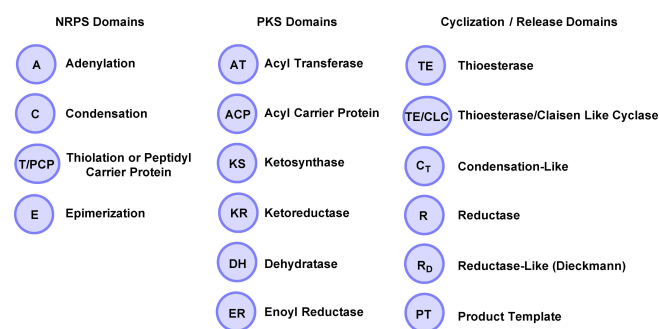 NRPS Domains
A Adenylation
C Condensation
T/PCP Thiolation or Peptidyl
Carrier Protein
E Epimerization
PKS Domains
AT Acyl Transferase
ACP Acyl Carrier Protein
KS Ketosynthase
KR Ketoreductase
DH Dehydratase
ER Enoyl Reductase
Cyclization / Release Domains
TE Thioesterase
TE/CLC Thioesterase/Claisen Like Cyclase
CT Condensation-Like
R Reductase
RD Reductase-Like (Dieckmann)
PT Product Template